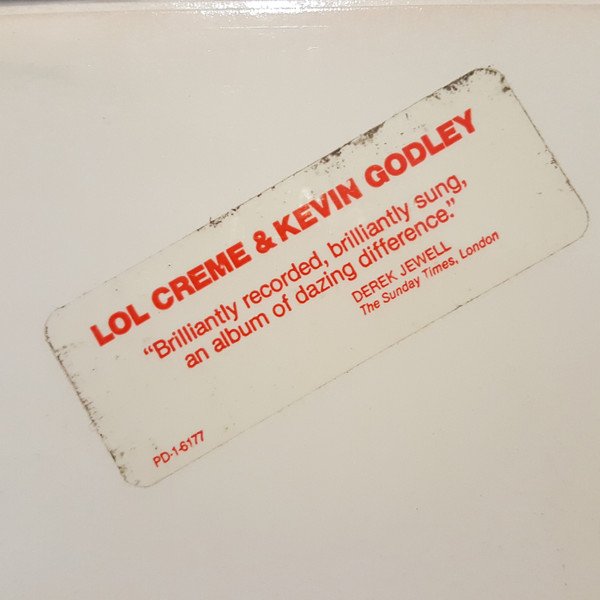 LOL CREME & KEVIN GODLEY
“Brilliantly recorded, brilliantly sung,
an album of dazing difference.”
DEREK JEWELL
The Sunday Times, London
PD-1-6177